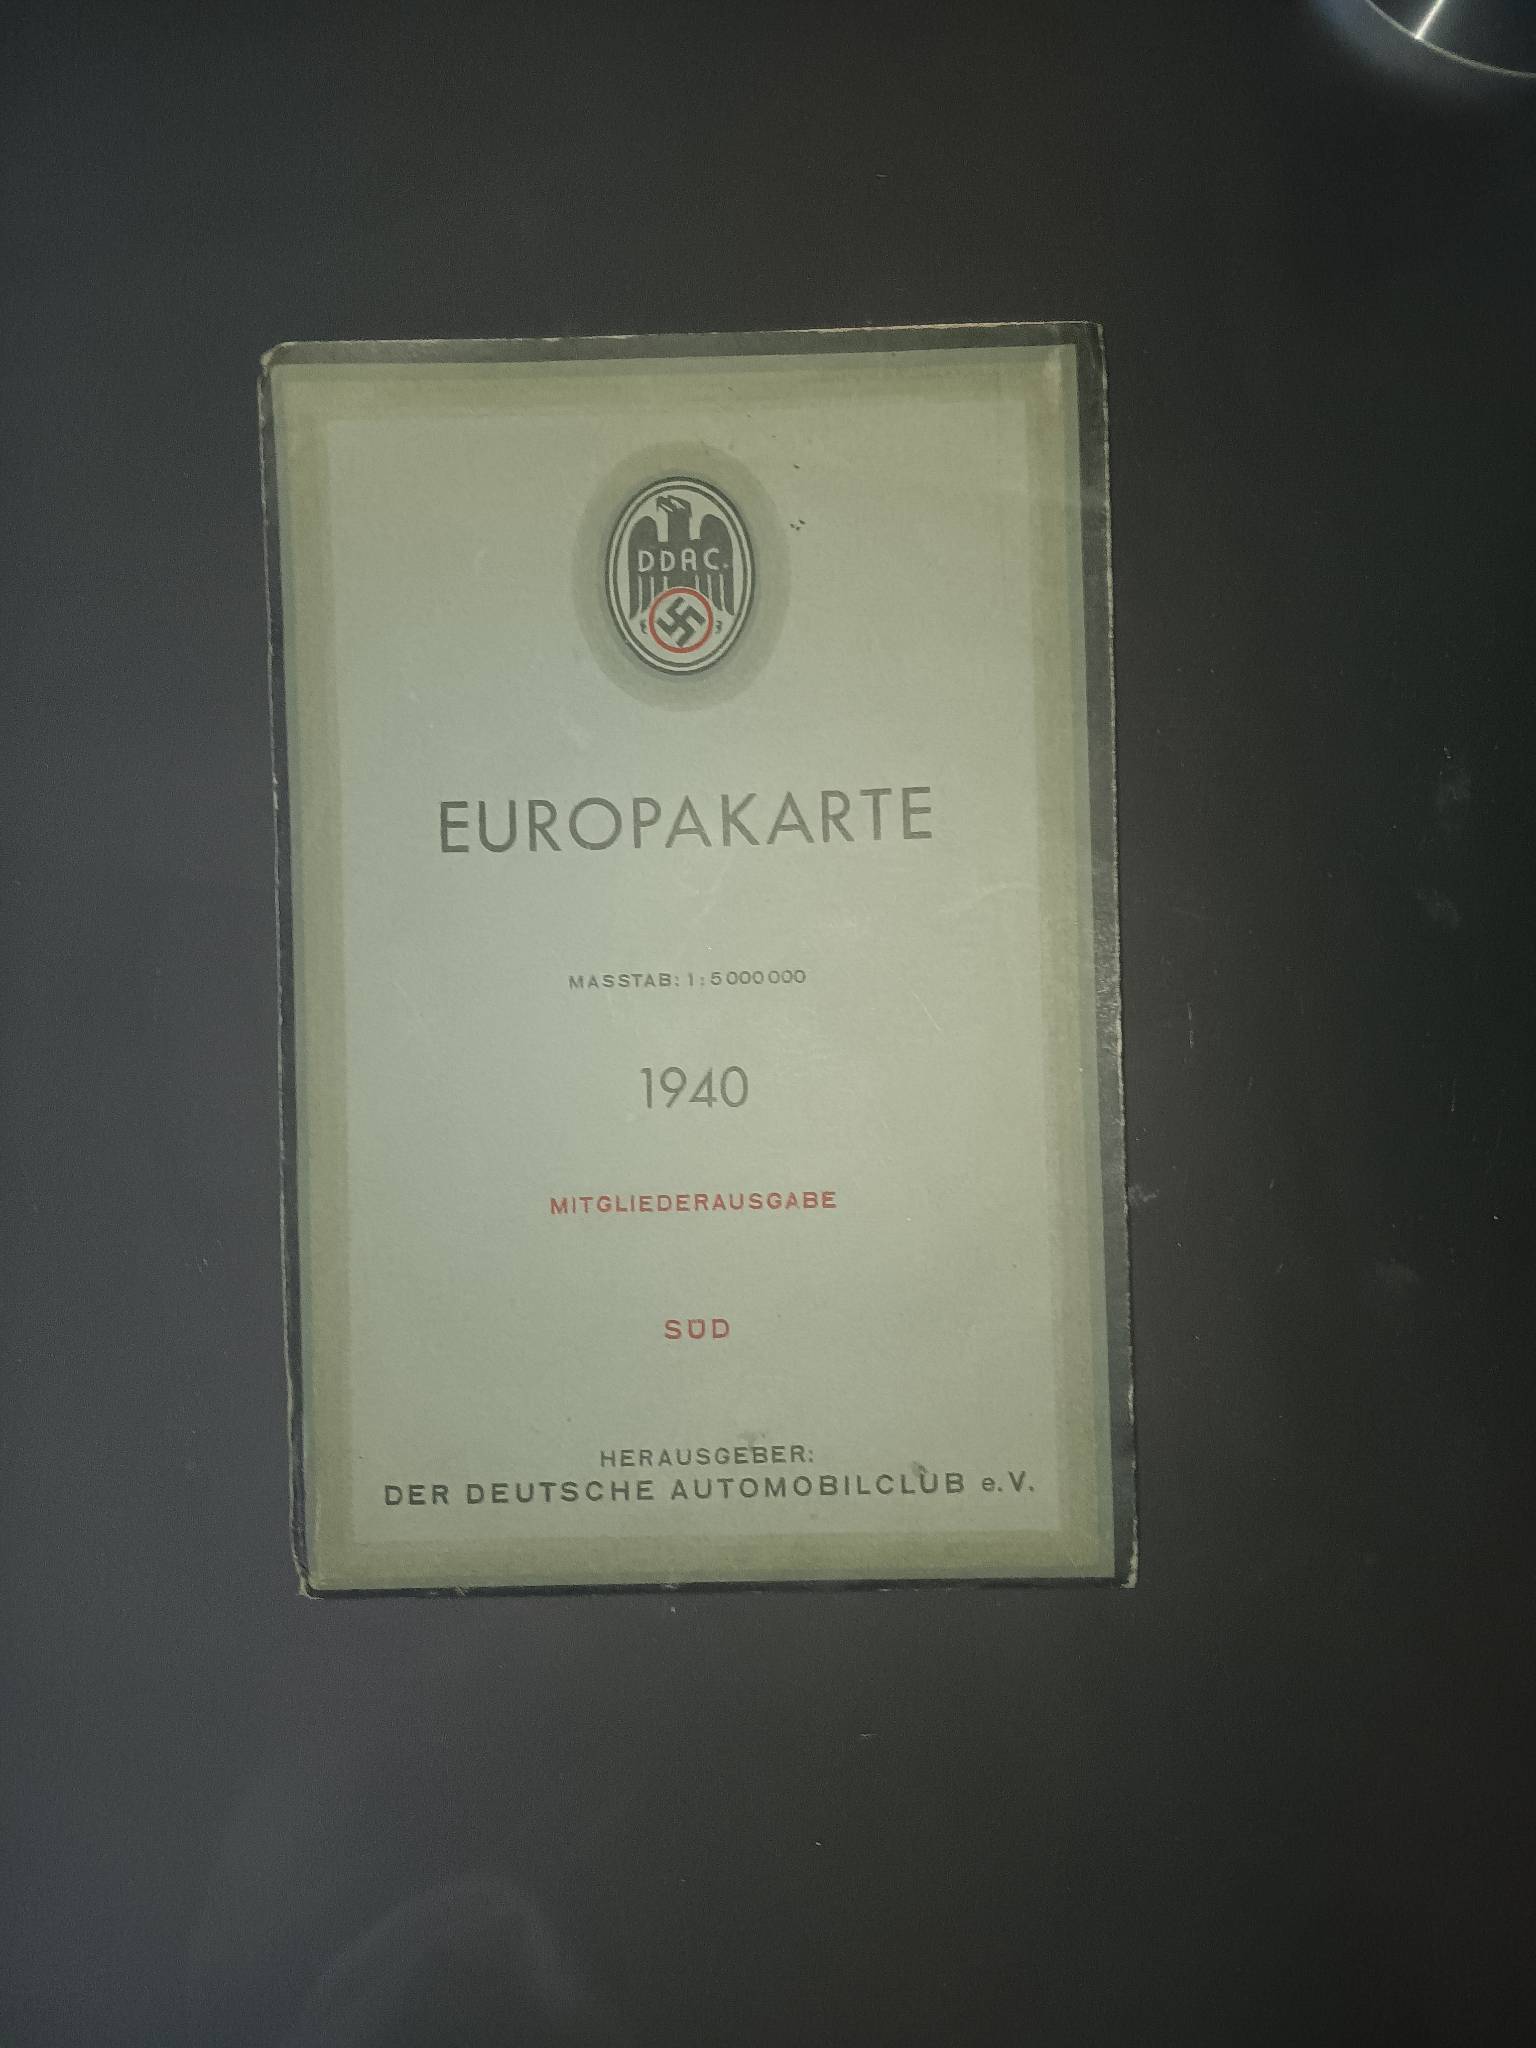 DDAC.
EUROPAKARTE
MASSTAB: 1:5000000
1940
MITGLIEDERAUSGABE
SÜD
HERAUSGEBER:
DER DEUTSCHE AUTOMOBILCLUB e.V.